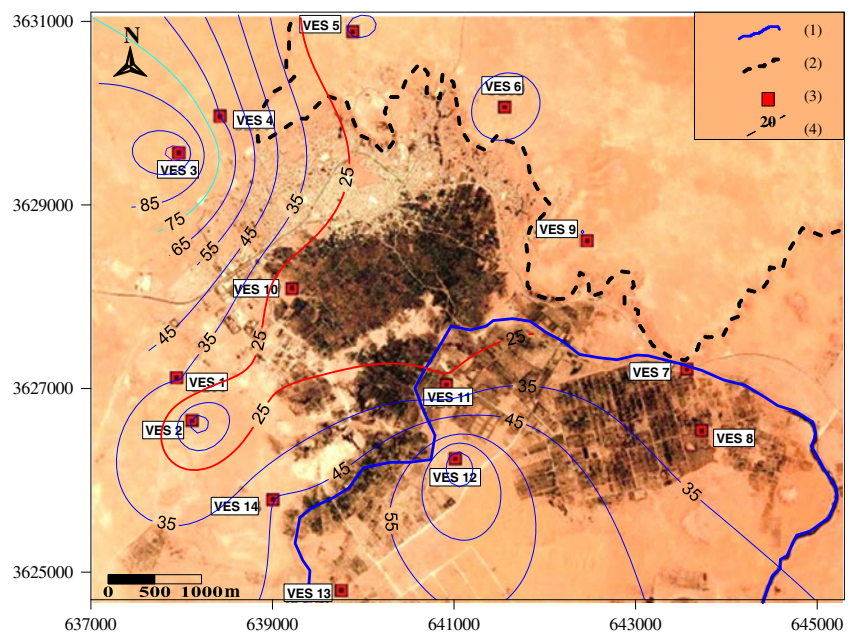 3631000
VES 5
N
(1)
(2)
VES 6
(3)
20
(4)
VES 4
VES 3
85
75
65
55
45
35
25
3629000
VES 9
VES 10
45
35
25
25
3627000
VES 1
VES 11
35
VES 7
25
45
VES 2
VES 8
45
VES 12
35
VES 14
35
55
3625000
VES 13
0 500 1000m
637000 639000 641000 643000 645000